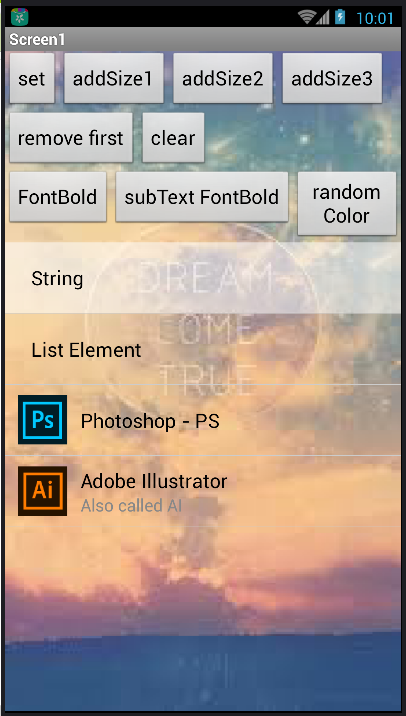 10:01
Screen1
set addSize1 addSize2 addSize3
remove first clear
FontBold subText FontBold random
Color
String
DREAM
COME
List Element
TRUE
Ps Photoshop - PS
Ai Adobe Illustrator
Also called AI